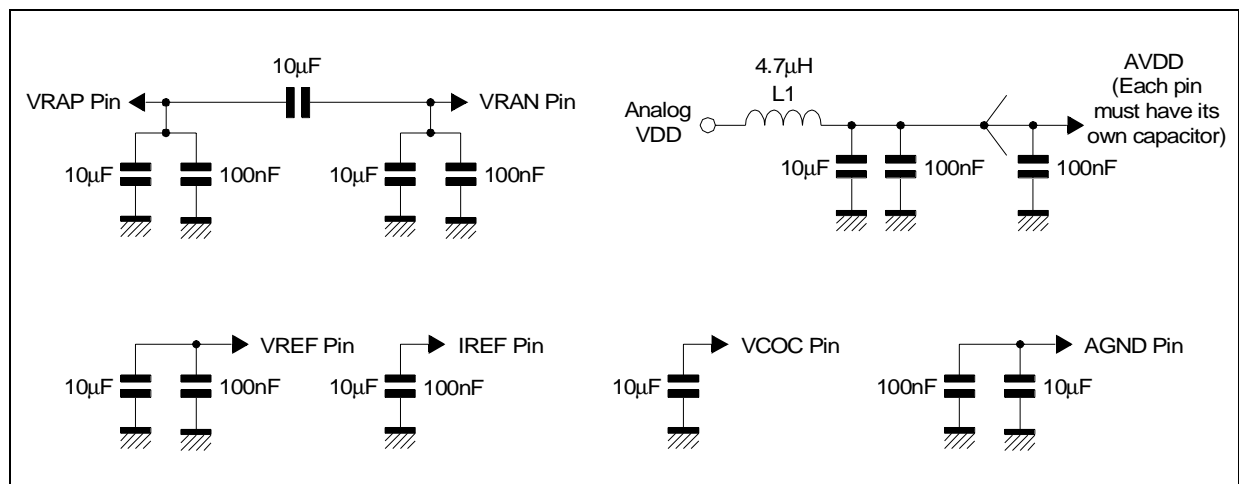 10µF
VRAP Pin
VRAN Pin
10µF
100nF
10µF
100nF
4.7µH
L1
Analog
VDD
AVDD
(Each pin
must have its
own capacitor)
10µF
100nF
100nF
VREF Pin
10µF
100nF
IREF Pin
10µF
100nF
VCOC Pin
10µF
AGND Pin
100nF
10µF